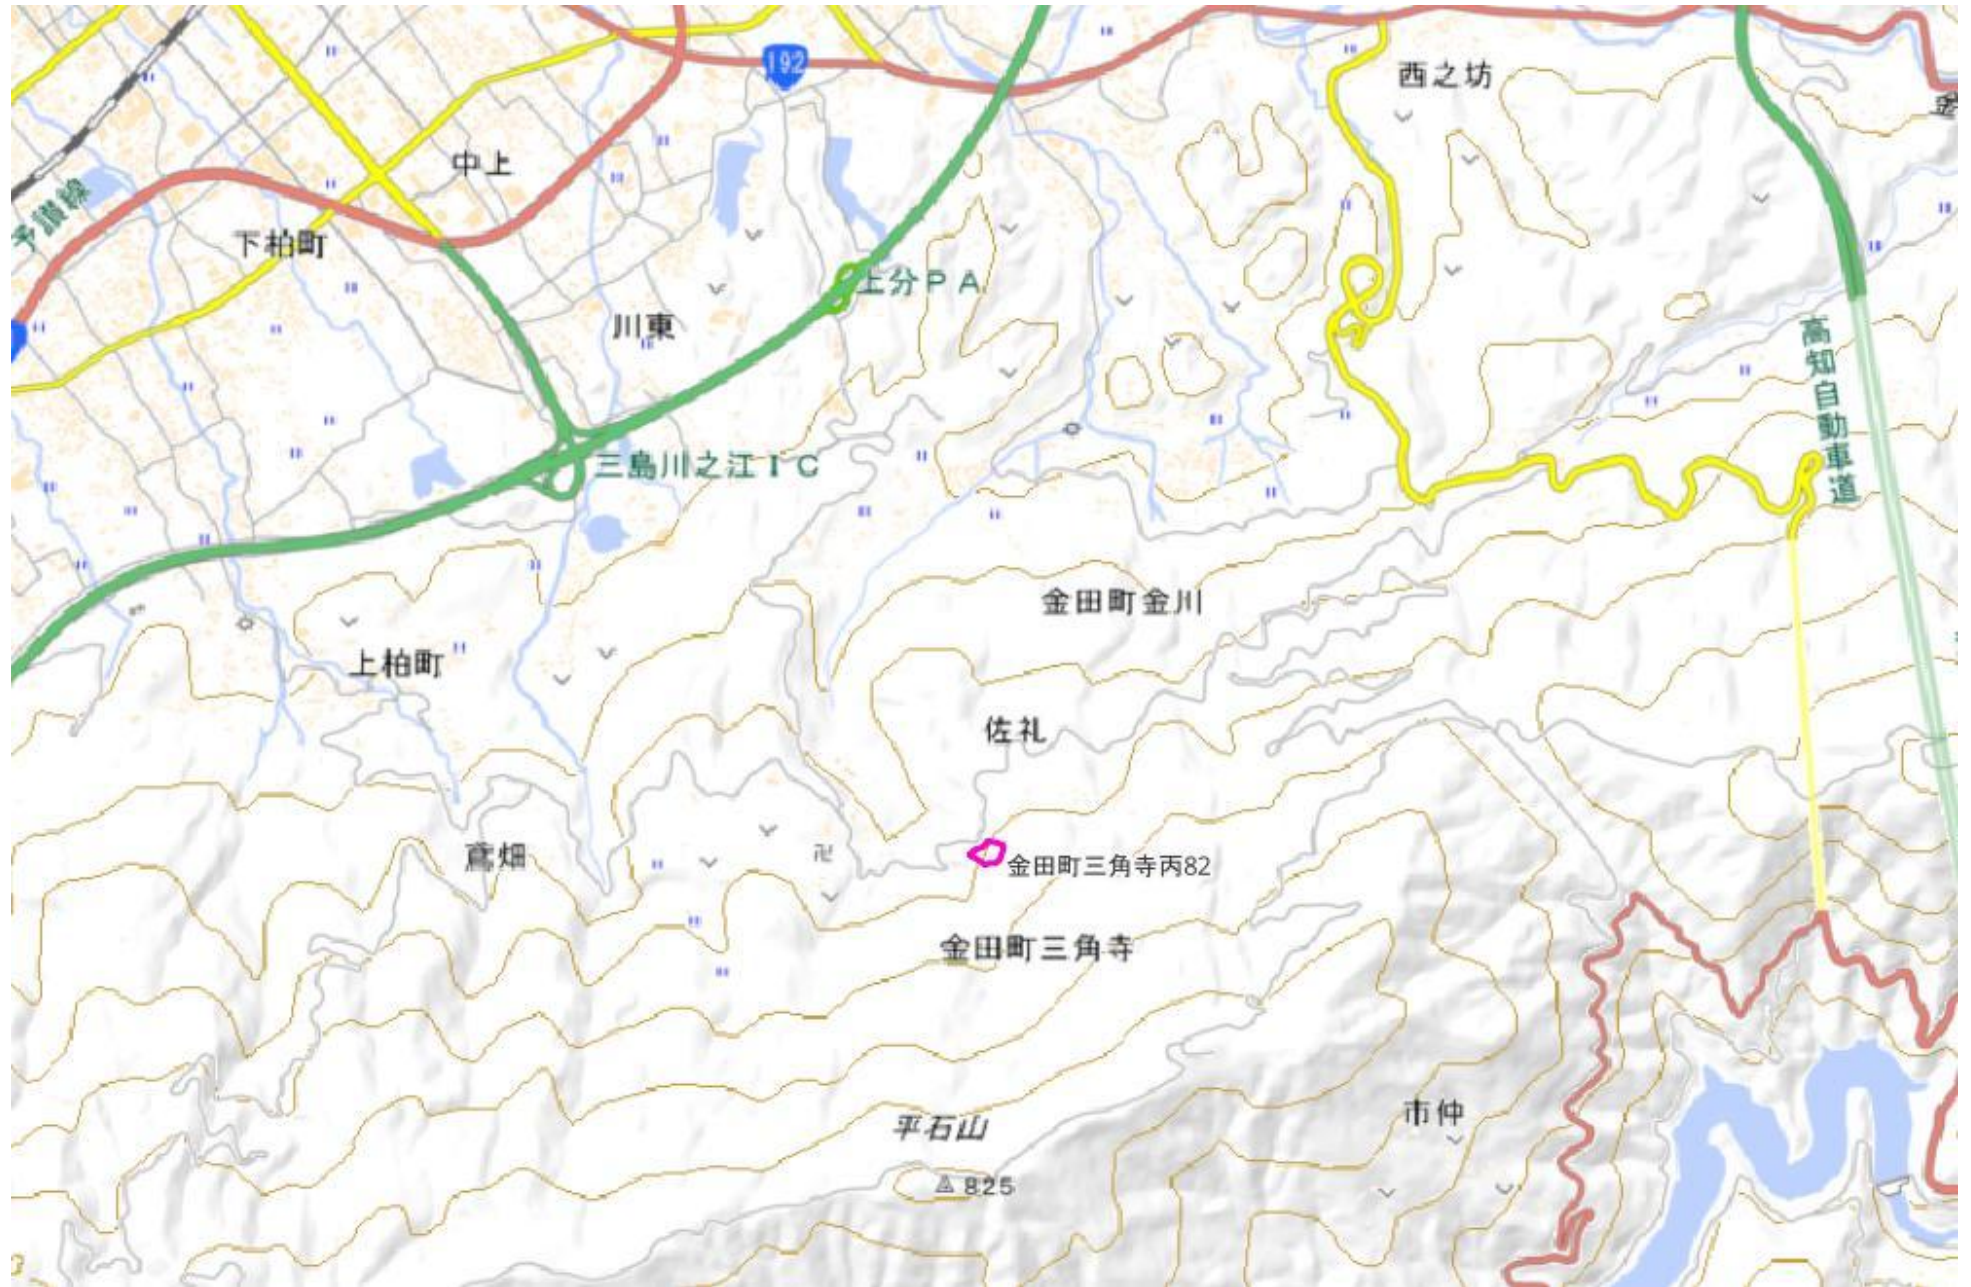 192
西之坊
中上
予讃線
下柏町
上分PA
川東
高知自動車道
三島川之江IC
金田町金川
上柏町
佐礼
鳶畑
卍
金田町三角寺丙82
金田町三角寺
平石山
市仲
825